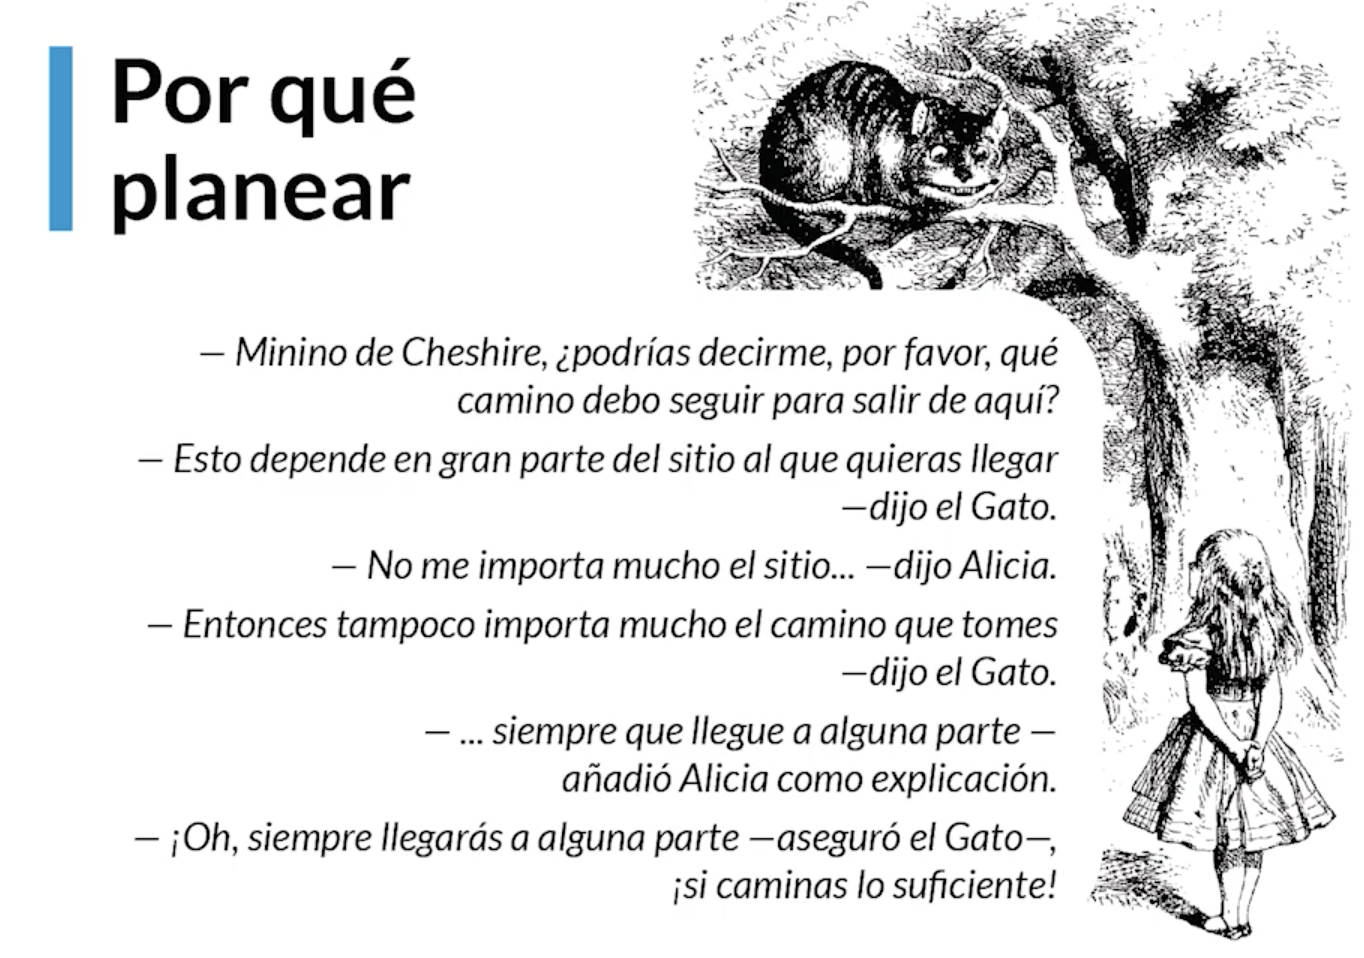 Por qué
planear
— Minino de Cheshire, ¿podrías decirme, por favor, qué
camino debo seguir para salir de aquí?
— Esto depende en gran parte del sitio al que quieras llegar
—dijo el Gato.
— No me importa mucho el sitio... —dijo Alicia.
— Entonces tampoco importa mucho el camino que tomes
—dijo el Gato.
— ... siempre que llegue a alguna parte —
añadió Alicia como explicación.
— ¡Oh, siempre llegarás a alguna parte —aseguró el Gato—,
¡si caminas lo suficiente!